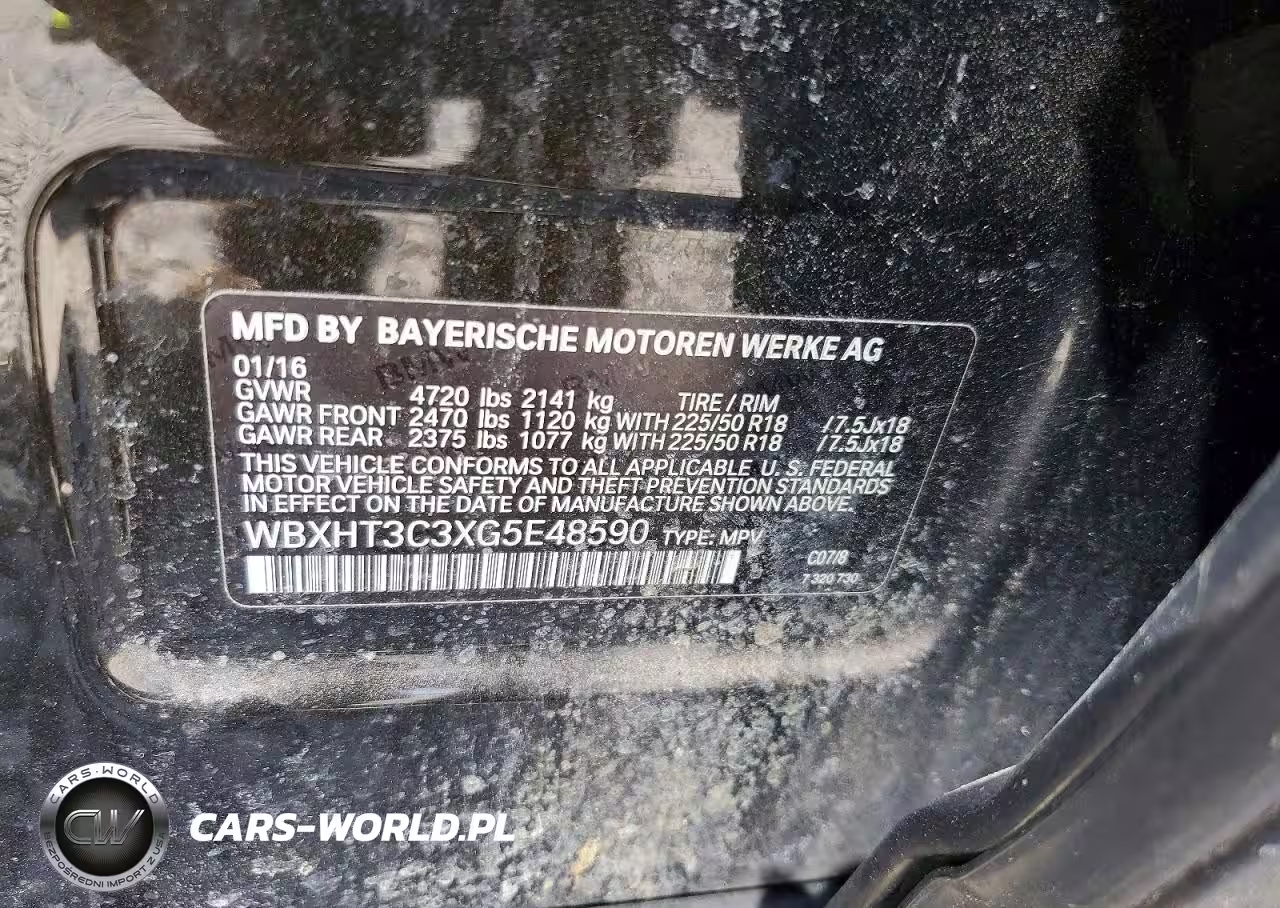 MFD BY BAYERISCHE MOTOREN WERKE AG
01/16
GVWR 4720 lbs 2141 kg TIRE / RIM
GAWR FRONT 2470 lbs 1120 kg WITH 225/50 R18 /7.5Jx18
GAWR REAR 2375 lbs 1077 kg WITH 225/50 R18 /7.5Jx18
THIS VEHICLE CONFORMS TO ALL APPLICABLE U. S. FEDERAL
MOTOR VEHICLE SAFETY AND THEFT PREVENTION STANDARDS
IN EFFECT ON THE DATE OF MANUFACTURE SHOWN ABOVE.
WBXHT3C3XG5E48590 TYPE: MPV
C07/8
7 320 730
CARS-WORLD
CW
BEZPOŚREDNI IMPORT Z USA
CARS-WORLD.PL